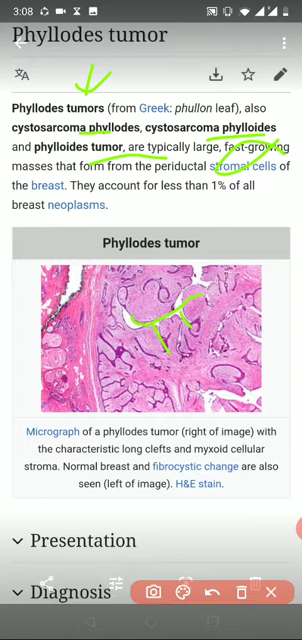 3:08
Phyllodes tumor
Phyllodes tumors (from Greek: phullon leaf), also
cystosarcoma phyllodes, cystosarcoma phylloides
and phylloides tumor, are typically large, fast-growing
masses that form from the periductal stromal cells of
the breast. They account for less than 1% of all
breast neoplasms.
Phyllodes tumor
Micrograph of a phyllodes tumor (right of image) with
the characteristic long clefts and myxoid cellular
stroma. Normal breast and fibrocystic change are also
seen (left of image). H&E stain.
Presentation
Diagnosis